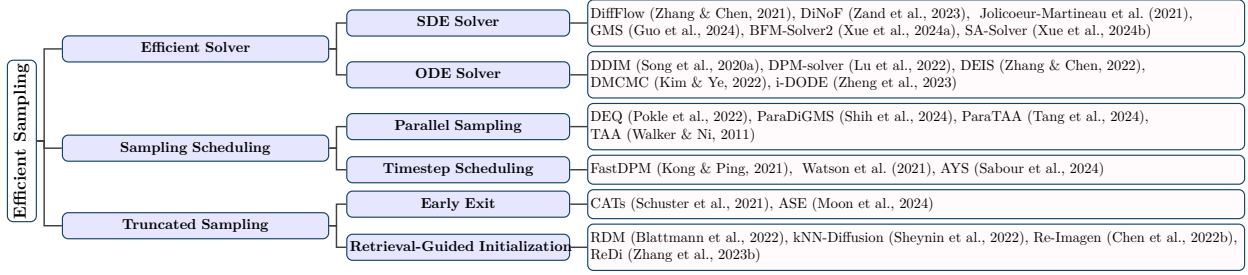 Efficient Sampling
Efficient Solver
SDE Solver
DiffFlow (Zhang & Chen, 2021), DiNoF (Zand et al., 2023), Jolicoeur-Martineau et al. (2021),
GMS (Guo et al., 2024), BFM-Solver2 (Xue et al., 2024a), SA-Solver (Xue et al., 2024b)
ODE Solver
DDIM (Song et al., 2020a), DPM-solver (Lu et al., 2022), DEIS (Zhang & Chen, 2022),
DMCMC (Kim & Ye, 2022), i-DODE (Zheng et al., 2023)
Sampling Scheduling
Parallel Sampling
DEQ (Pokle et al., 2022), ParaDiGMS (Shih et al., 2024), ParaTAA (Tang et al., 2024),
TAA (Walker & Ni, 2011)
Timestep Scheduling
FastDPM (Kong & Ping, 2021), Watson et al. (2021), AYS (Sabour et al., 2024)
Truncated Sampling
Early Exit
CATs (Schuster et al., 2021), ASE (Moon et al., 2024)
Retrieval-Guided Initialization
RDM (Blattmann et al., 2022), kNN-Diffusion (Sheynin et al., 2022), Re-Imagen (Chen et al., 2022b),
ReDi (Zhang et al., 2023b)